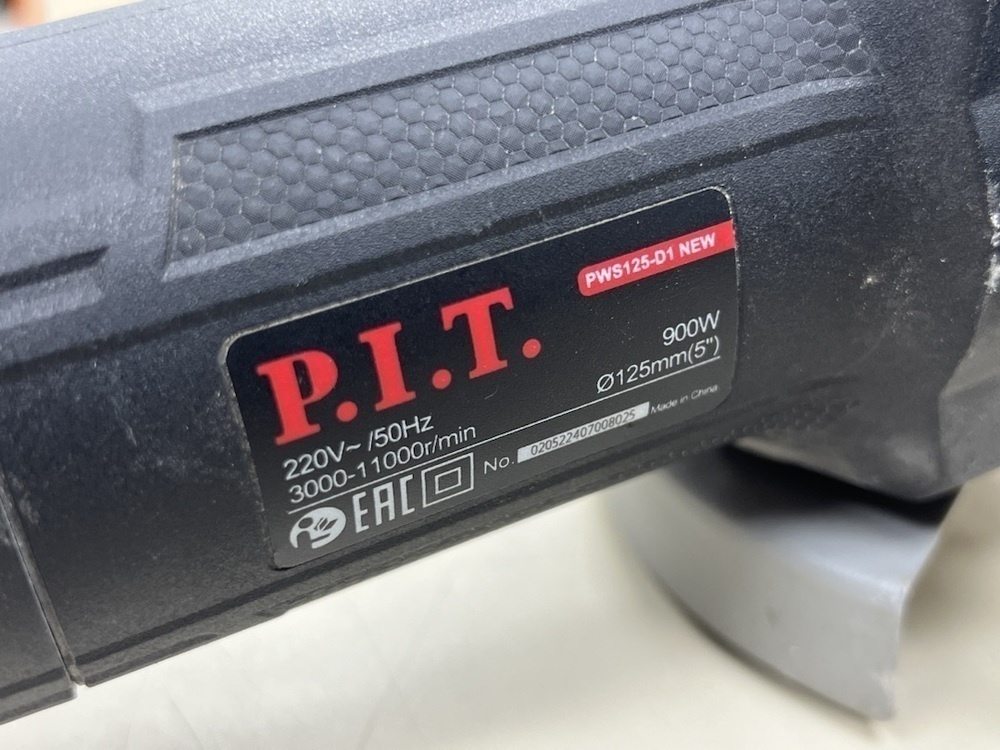 PWS125-D1 NEW
P.I.T.
220V~ /50Hz
900W
3000-11000r/min
Ø125mm(5")
EAC
No. 020522407008025
Made in China